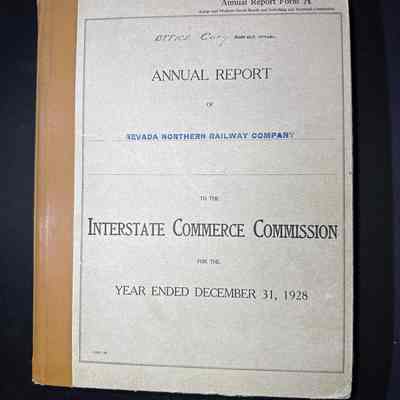 Annual Report Form A
OFFICE Copy
ANNUAL REPORT
OF
NEVADA NORTHERN RAILWAY COMPANY
TO THE
INTERSTATE COMMERCE COMMISSION
FOR THE
YEAR ENDED DECEMBER 31, 1928